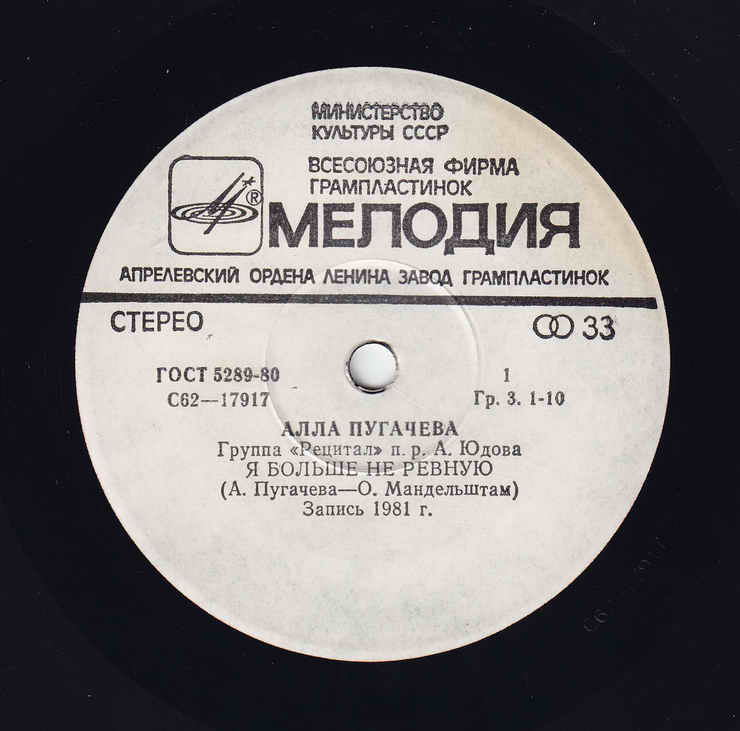 МИНИСТЕРСТВО
КУЛЬТУРЫ СССР
ВСЕСОЮЗНАЯ ФИРМА
ГРАМПЛАСТИНОК
®
МЕЛОДИЯ
АПРЕЛЕВСКИЙ ОРДЕНА ЛЕНИНА ЗАВОД ГРАМПЛАСТИНОК
СТЕРЕО 33
ГОСТ 5289-80 1
С62—17917 Гр. 3. 1-10
АЛЛА ПУГАЧЕВА
Группа «Рецитал» п. р. А. Юдова
Я БОЛЬШЕ НЕ РЕВНУЮ
(А. Пугачева—О. Мандельштам)
Запись 1981 г.